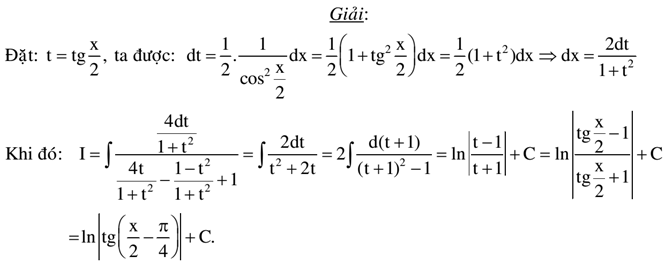 Giải:
Đặt: t = tg x/2, ta được: dt = 1/2 . 1/(cos² x/2) dx = 1/2 (1 + tg² x/2) dx = 1/2 (1 + t²)dx ⇒ dx = 2dt/(1 + t²)
Khi đó: I = ∫ (4dt/(1 + t²)) / (4t/(1 + t²) − (1 − t²)/(1 + t²) + 1) = ∫ 2dt/(t² + 2t) = 2∫ d(t + 1)/((t + 1)² − 1) = ln|(t − 1)/(t + 1)| + C = ln|(tg x/2 − 1)/(tg x/2 + 1)| + C
= ln|tg(x/2 − π/4)| + C.